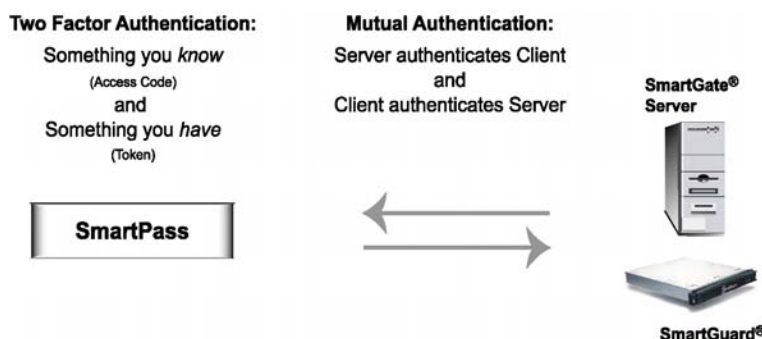 Two Factor Authentication:
Something you know
(Access Code)
and
Something you have
(Token)
SmartPass
Mutual Authentication:
Server authenticates Client
and
Client authenticates Server
SmartGate®
Server
SmartGuard®